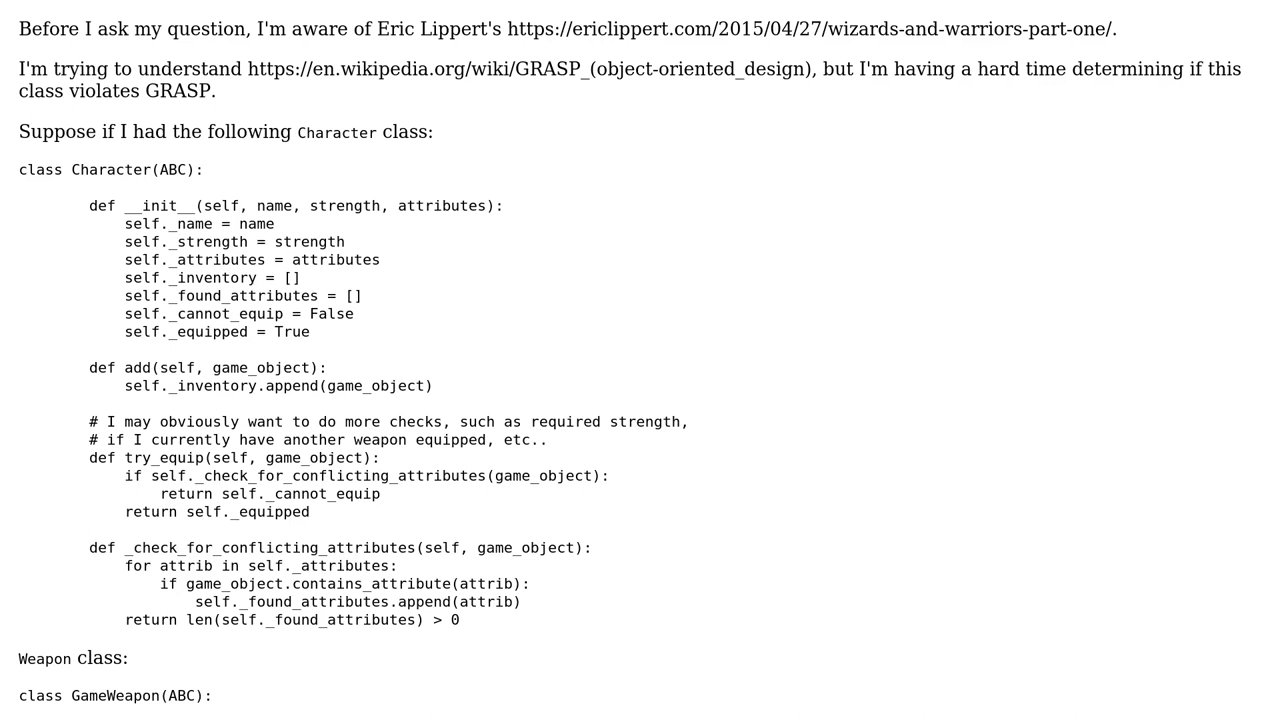 Before I ask my question, I'm aware of Eric Lippert's https://ericlippert.com/2015/04/27/wizards-and-warriors-part-one/.
I'm trying to understand https://en.wikipedia.org/wiki/GRASP_(object-oriented_design), but I'm having a hard time determining if this
class violates GRASP.
Suppose if I had the following Character class:
class Character(ABC):
        def __init__(self, name, strength, attributes):
            self._name = name
            self._strength = strength
            self._attributes = attributes
            self._inventory = []
            self._found_attributes = []
            self._cannot_equip = False
            self._equipped = True
        def add(self, game_object):
            self._inventory.append(game_object)
        # I may obviously want to do more checks, such as required strength,
        # if I currently have another weapon equipped, etc..
        def try_equip(self, game_object):
            if self._check_for_conflicting_attributes(game_object):
                return self._cannot_equip
            return self._equipped
        def _check_for_conflicting_attributes(self, game_object):
            for attrib in self._attributes:
                if game_object.contains_attribute(attrib):
                    self._found_attributes.append(attrib)
            return len(self._found_attributes) > 0
Weapon class:
class GameWeapon(ABC):